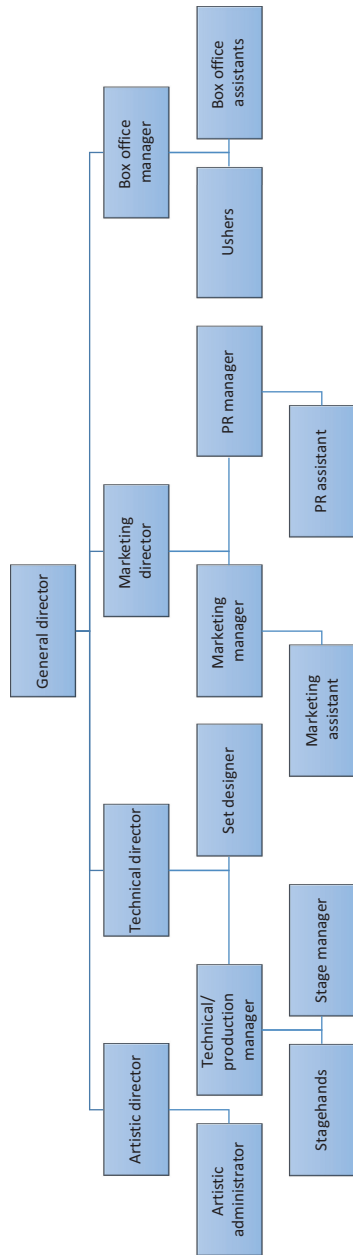 General director
Artistic director
Technical director
Marketing
director
Box office
manager
Artistic
administrator
Technical/
production
manager
Set designer
Marketing
manager
PR manager
Ushers
Box office
assistants
Stagehands
Stage manager
Marketing
assistant
PR assistant